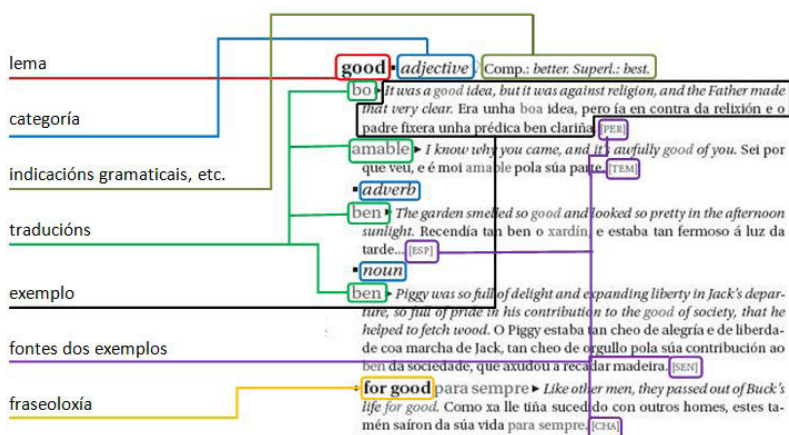 lema
categoría
indicacións gramaticais, etc.
traducións
exemplo
fontes dos exemplos
fraseoloxía
good ▪ adjective Comp.: better. Superl.: best.
bo ▸ It was a good idea, but it was against religion, and the Father made
that very clear. Era unha boa idea, pero ía en contra da relixión e o
padre fixera unha prédica ben clariña. [PER]
amable ▸ I know why you came, and it's awfully good of you. Sei por
que veu, e é moi amable pola súa parte. [TEM]
▪ adverb
ben ▸ The garden smelled so good and looked so pretty in the afternoon
sunlight. Recendía tan ben o xardín, e estaba tan fermoso á luz da
tarde... [ESP]
▪ noun
ben ▸ Piggy was so full of delight and expanding liberty in Jack's depar-
ture, so full of pride in his contribution to the good of society, that he
helped to fetch wood. O Piggy estaba tan cheo de alegría e de liberda-
de coa marcha de Jack, tan cheo de orgullo pola súa contribución ao
ben da sociedade, que axudou a recadar madeira. [SEN]
▪ for good para sempre ▸ Like other men, they passed out of Buck's
life for good. Como xa lle tiña sucedido con outros homes, estes ta-
mén saíron da súa vida para sempre. [CHA]